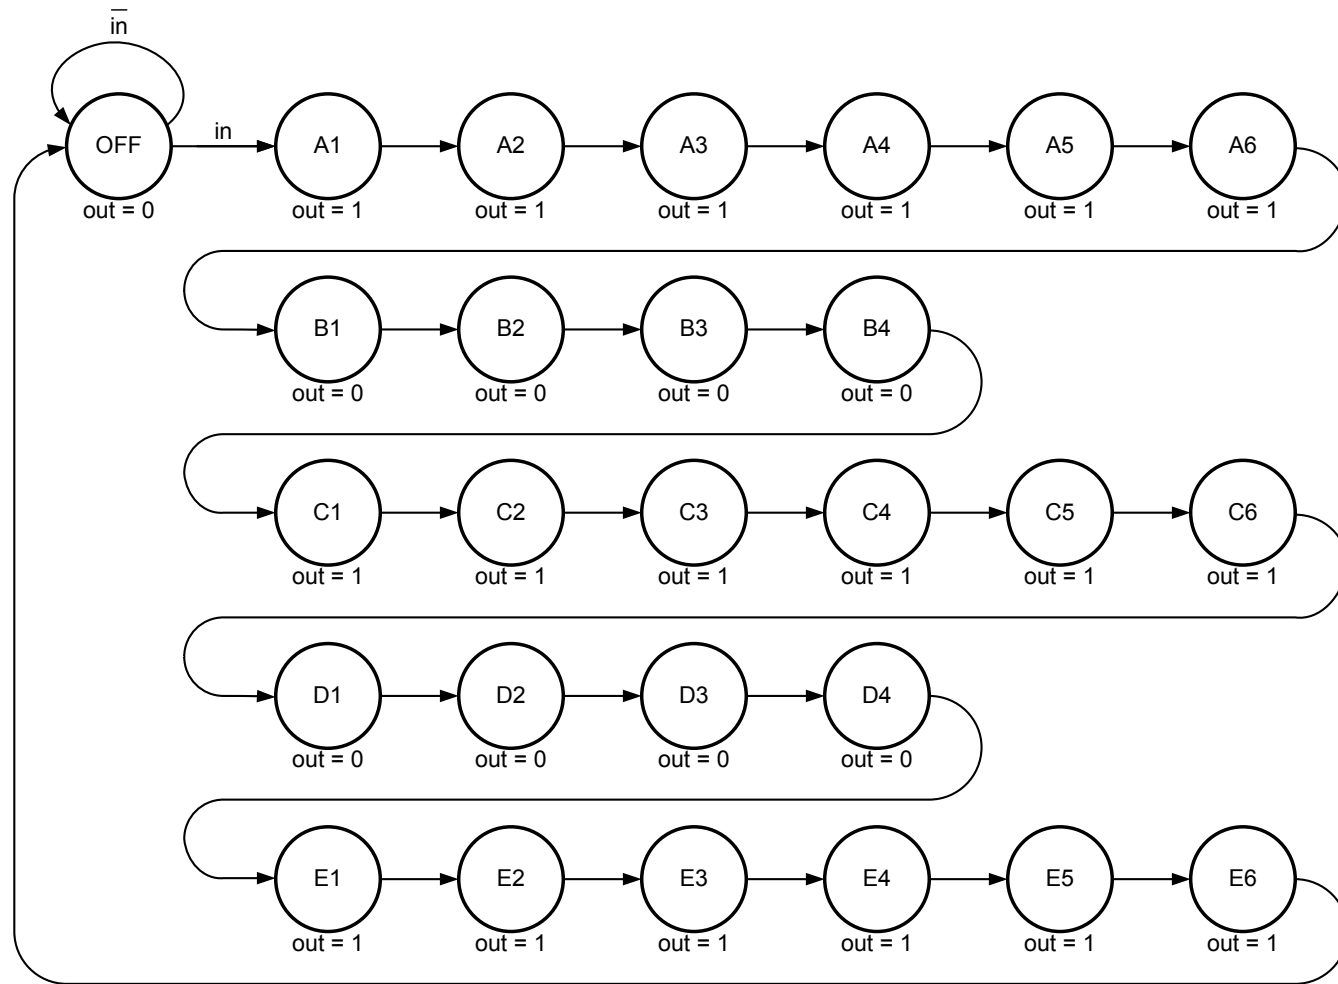 i̅n̅
OFF in A1 A2 A3 A4 A5 A6
out = 0 out = 1 out = 1 out = 1 out = 1 out = 1 out = 1
B1 B2 B3 B4
out = 0 out = 0 out = 0 out = 0
C1 C2 C3 C4 C5 C6
out = 1 out = 1 out = 1 out = 1 out = 1 out = 1
D1 D2 D3 D4
out = 0 out = 0 out = 0 out = 0
E1 E2 E3 E4 E5 E6
out = 1 out = 1 out = 1 out = 1 out = 1 out = 1